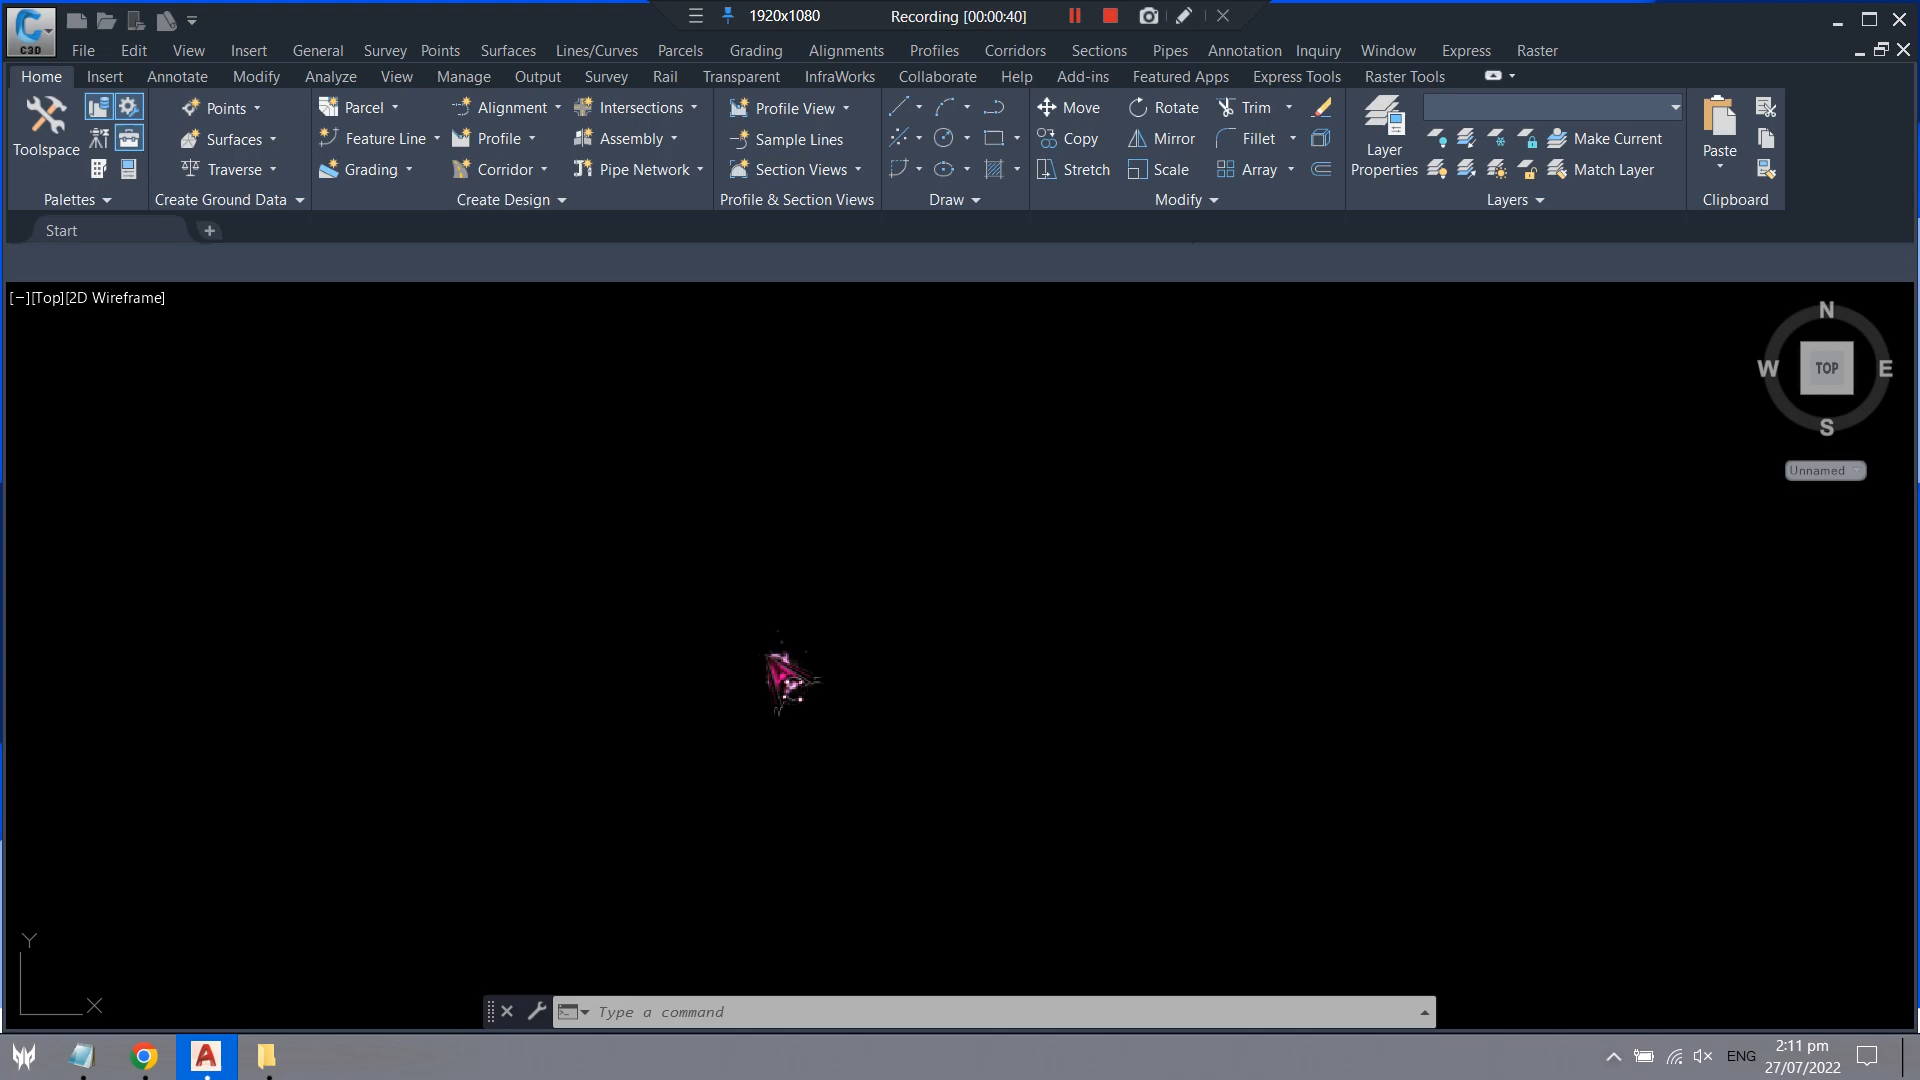 1920x1080 Recording [00:00:40]
C3D
File Edit View Insert General Survey Points Surfaces Lines/Curves Parcels Grading Alignments Profiles Corridors Sections Pipes Annotation Inquiry Window Express Raster
Home Insert Annotate Modify Analyze View Manage Output Survey Rail Transparent InfraWorks Collaborate Help Add-ins Featured Apps Express Tools Raster Tools
Points Parcel Alignment Intersections Profile View Move Rotate Trim
Toolspace Surfaces Feature Line Profile Assembly Sample Lines Copy Mirror Fillet Layer Properties Make Current Paste
Traverse Grading Corridor Pipe Network Section Views Stretch Scale Array Match Layer
Palettes Create Ground Data Create Design Profile & Section Views Draw Modify Layers Clipboard
Start
[−][Top][2D Wireframe]
N
W TOP E
S
Unnamed
Y
X
Type a command
ENG 2:11 pm
27/07/2022